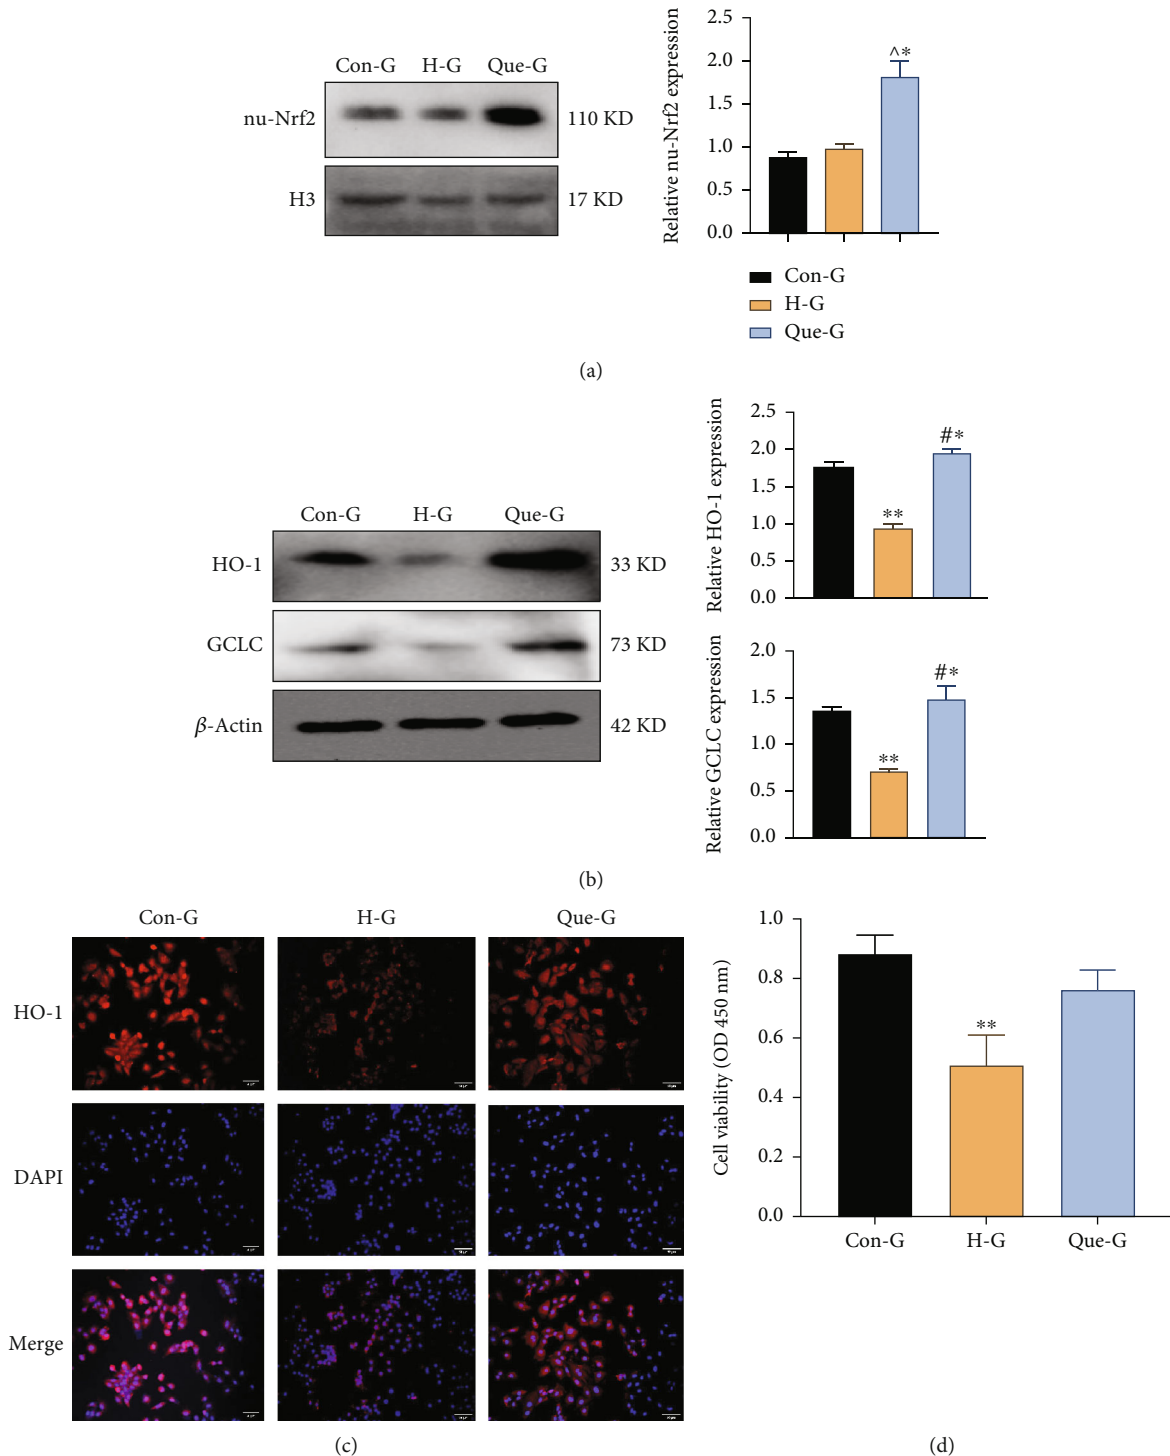 Con-G H-G Que-G
nu-Nrf2 110 KD
H3 17 KD
Relative nu-Nrf2 expression
2.5
2.0
1.5
1.0
0.5
0.0
^*
Con-G
H-G
Que-G
(a)
Con-G H-G Que-G
HO-1 33 KD
GCLC 73 KD
β-Actin 42 KD
Relative HO-1 expression
2.5
2.0
1.5
1.0
0.5
0.0
**
#*
Relative GCLC expression
2.0
1.5
1.0
0.5
0.0
**
#*
(b)
Con-G H-G Que-G
HO-1
DAPI
Merge
(c)
Cell viability (OD 450 nm)
1.0
0.8
0.6
0.4
0.2
0.0
**
Con-G H-G Que-G
(d)